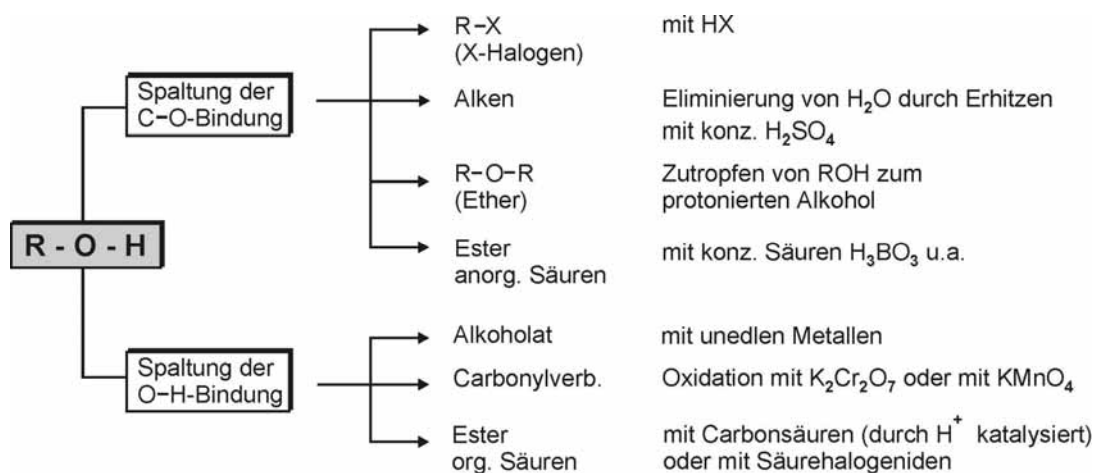 R–X mit HX
(X-Halogen)
Spaltung der
C–O-Bindung
Alken Eliminierung von H₂O durch Erhitzen
mit konz. H₂SO₄
R–O–R Zutropfen von ROH zum
(Ether) protonierten Alkohol
R - O - H
Ester mit konz. Säuren H₃BO₃ u.a.
anorg. Säuren
Alkoholat mit unedlen Metallen
Spaltung der
O–H-Bindung
Carbonylverb. Oxidation mit K₂Cr₂O₇ oder mit KMnO₄
Ester mit Carbonsäuren (durch H⁺ katalysiert)
org. Säuren oder mit Säurehalogeniden